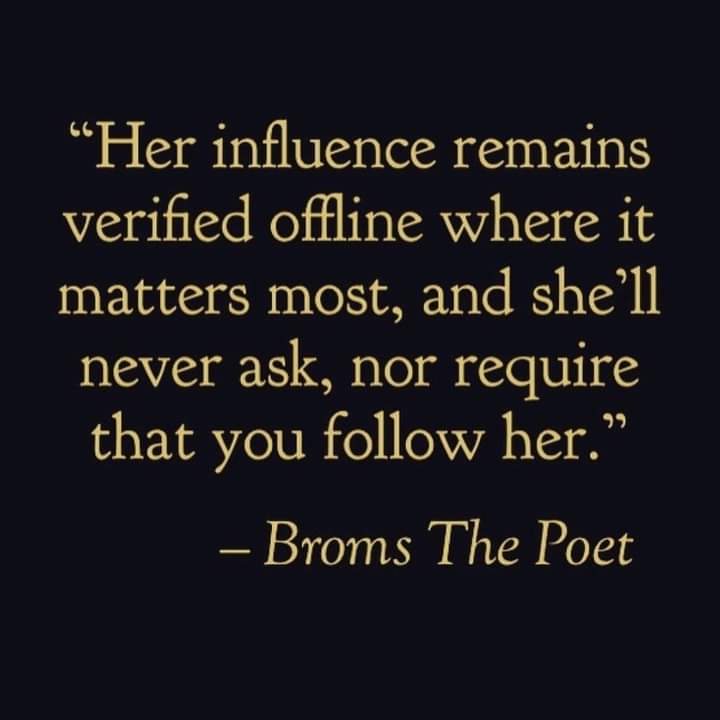 “Her influence remains
verified offline where it
matters most, and she’ll
never ask, nor require
that you follow her.”
– Broms The Poet